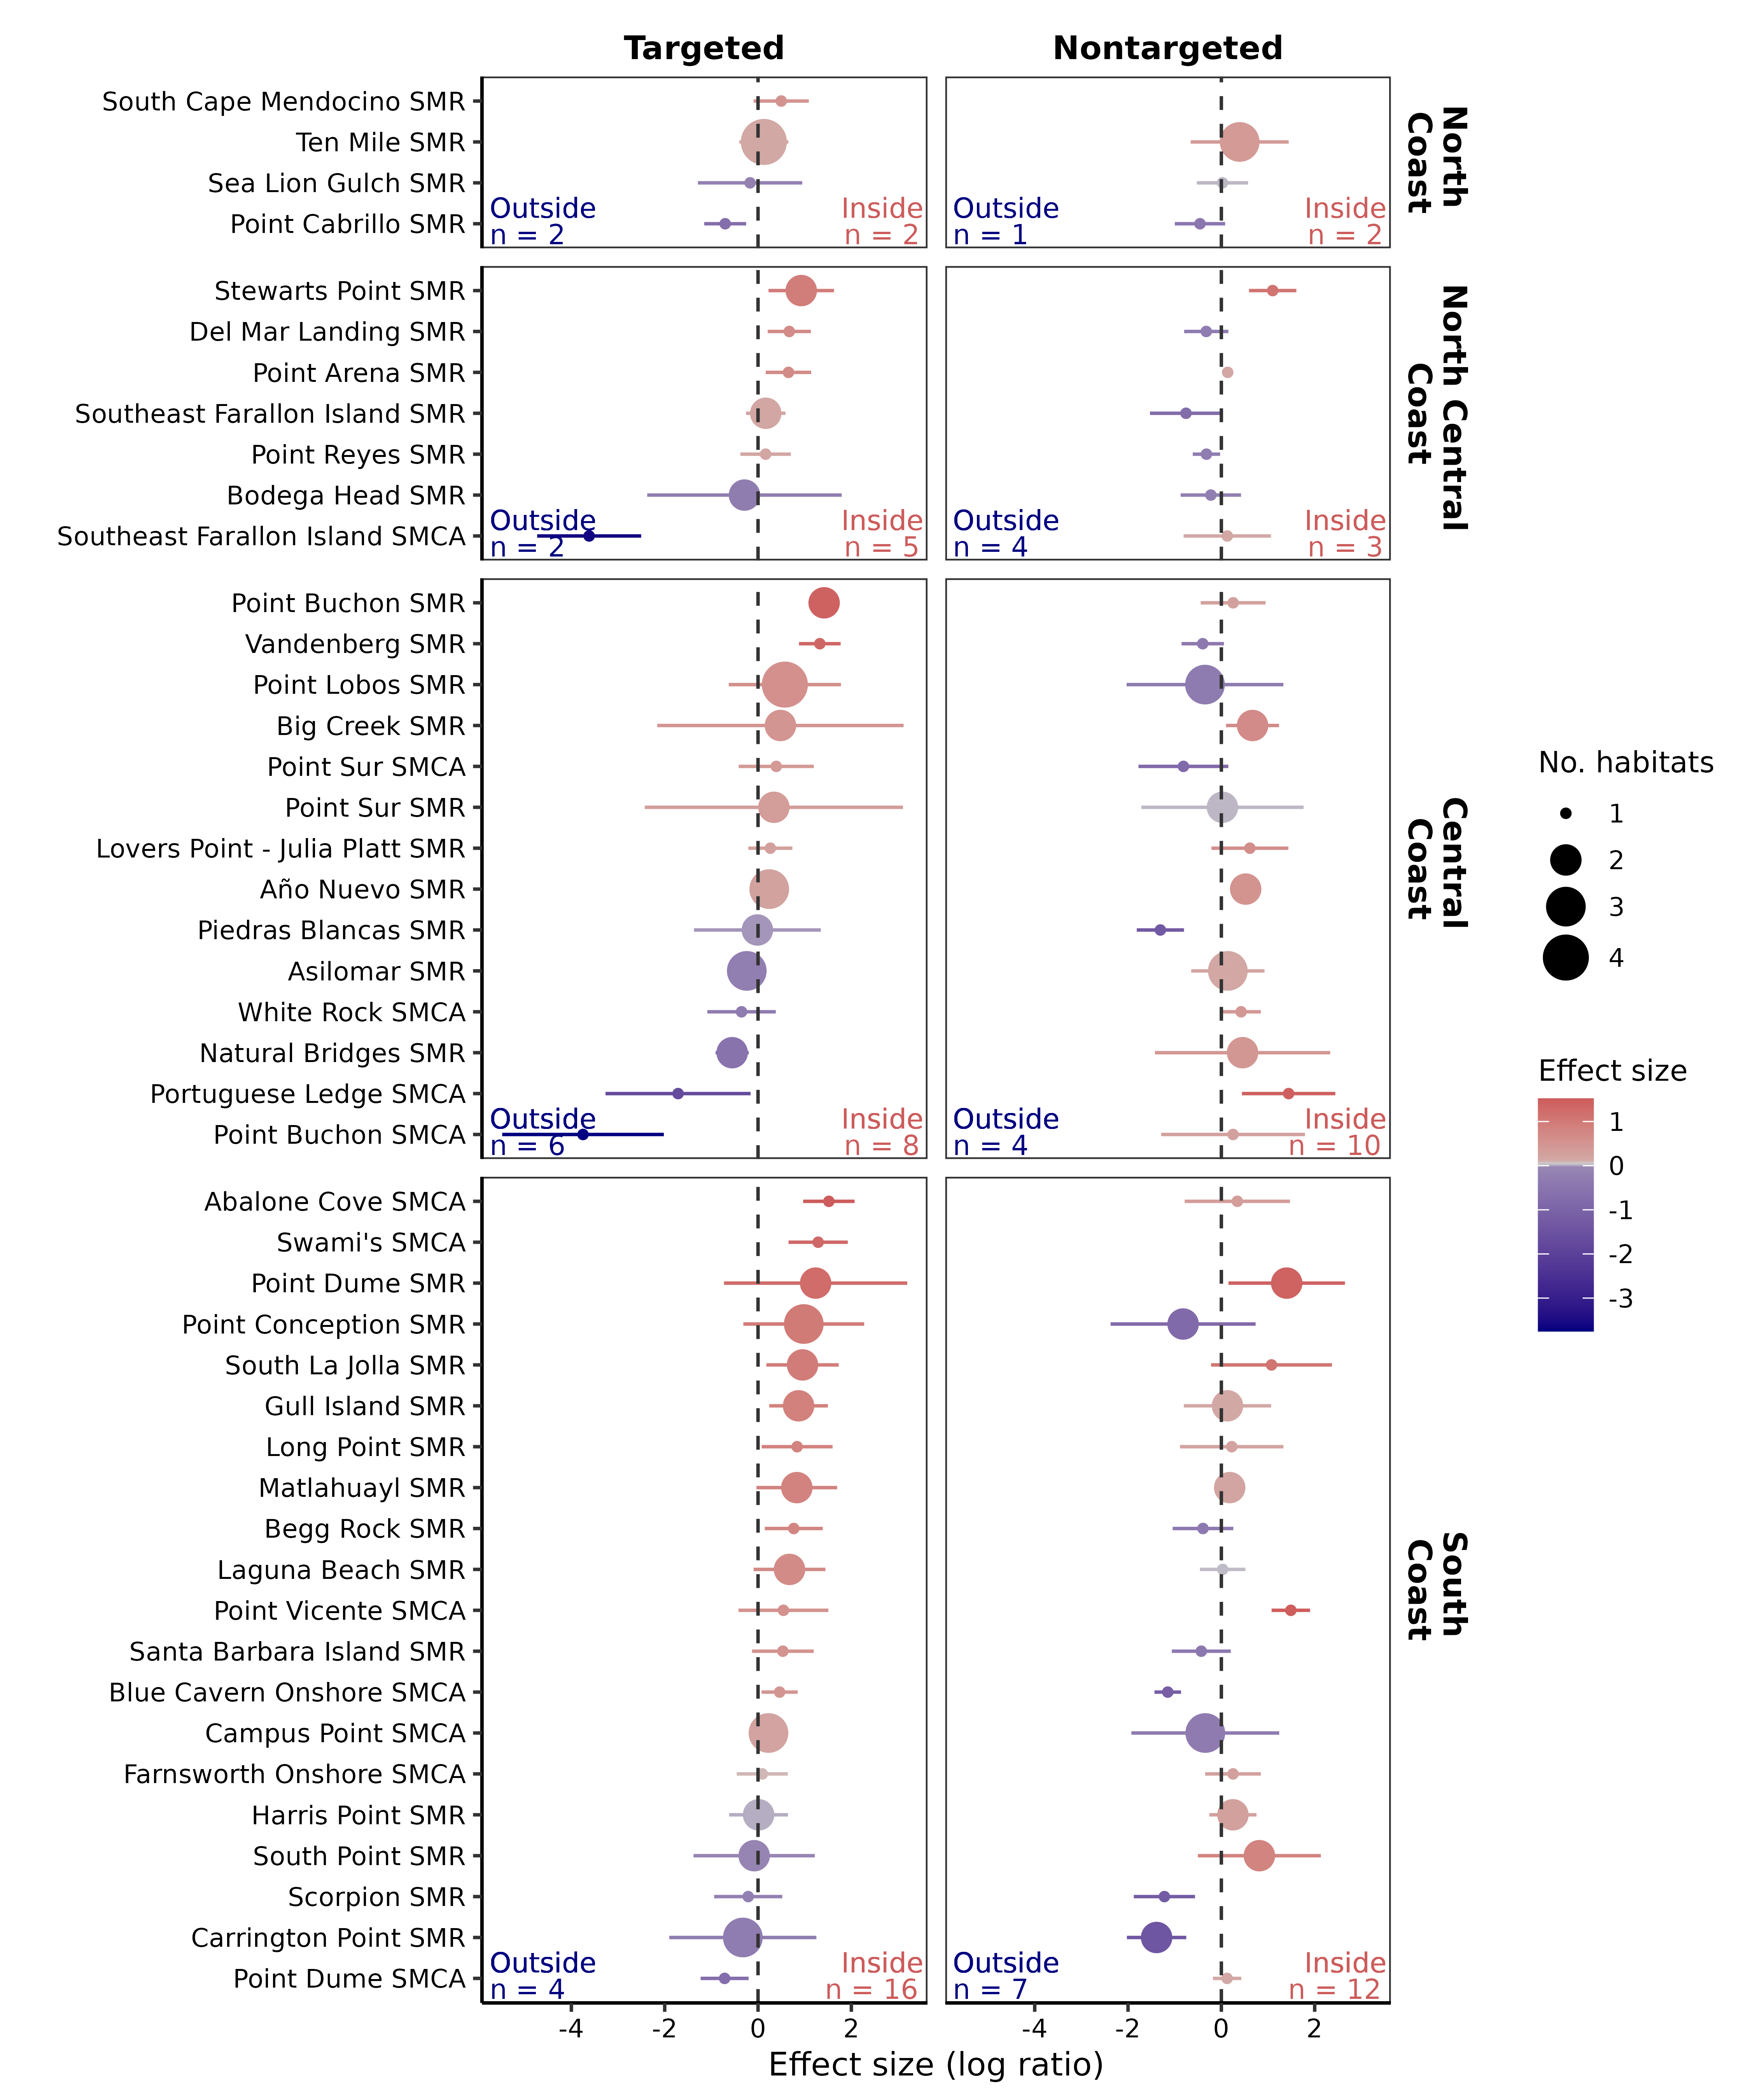 Targeted
Nontargeted
South Cape Mendocino SMR
Ten Mile SMR
Sea Lion Gulch SMR
Point Cabrillo SMR
Outside
n = 2
Inside
n = 2
Outside
n = 1
Inside
n = 2
North
Coast
Stewarts Point SMR
Del Mar Landing SMR
Point Arena SMR
Southeast Farallon Island SMR
Point Reyes SMR
Bodega Head SMR
Southeast Farallon Island SMCA
Outside
n = 2
Inside
n = 5
Outside
n = 4
Inside
n = 3
North Central
Coast
Point Buchon SMR
Vandenberg SMR
Point Lobos SMR
Big Creek SMR
Point Sur SMCA
Point Sur SMR
Lovers Point - Julia Platt SMR
Año Nuevo SMR
Piedras Blancas SMR
Asilomar SMR
White Rock SMCA
Natural Bridges SMR
Portuguese Ledge SMCA
Point Buchon SMCA
Outside
n = 6
Inside
n = 8
Outside
n = 4
Inside
n = 10
Central
Coast
Abalone Cove SMCA
Swami's SMCA
Point Dume SMR
Point Conception SMR
South La Jolla SMR
Gull Island SMR
Long Point SMR
Matlahuayl SMR
Begg Rock SMR
Laguna Beach SMR
Point Vicente SMCA
Santa Barbara Island SMR
Blue Cavern Onshore SMCA
Campus Point SMCA
Farnsworth Onshore SMCA
Harris Point SMR
South Point SMR
Scorpion SMR
Carrington Point SMR
Point Dume SMCA
Outside
n = 4
Inside
n = 16
Outside
n = 7
Inside
n = 12
South
Coast
-4 -2 0 2
-4 -2 0 2
Effect size (log ratio)
No. habitats
1
2
3
4
Effect size
1
0
-1
-2
-3